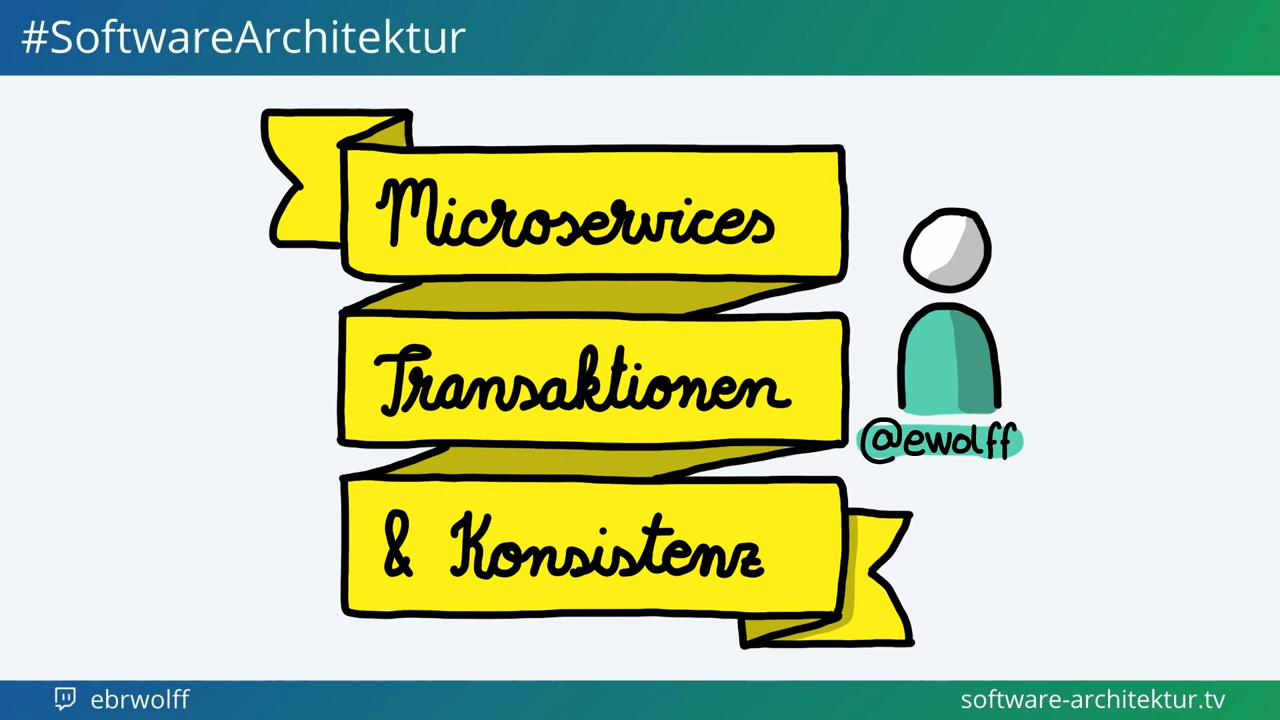 #SoftwareArchitektur
Microservices
Transaktionen
& Konsistenz
@ewolff
ebrwolff
software-architektur.tv